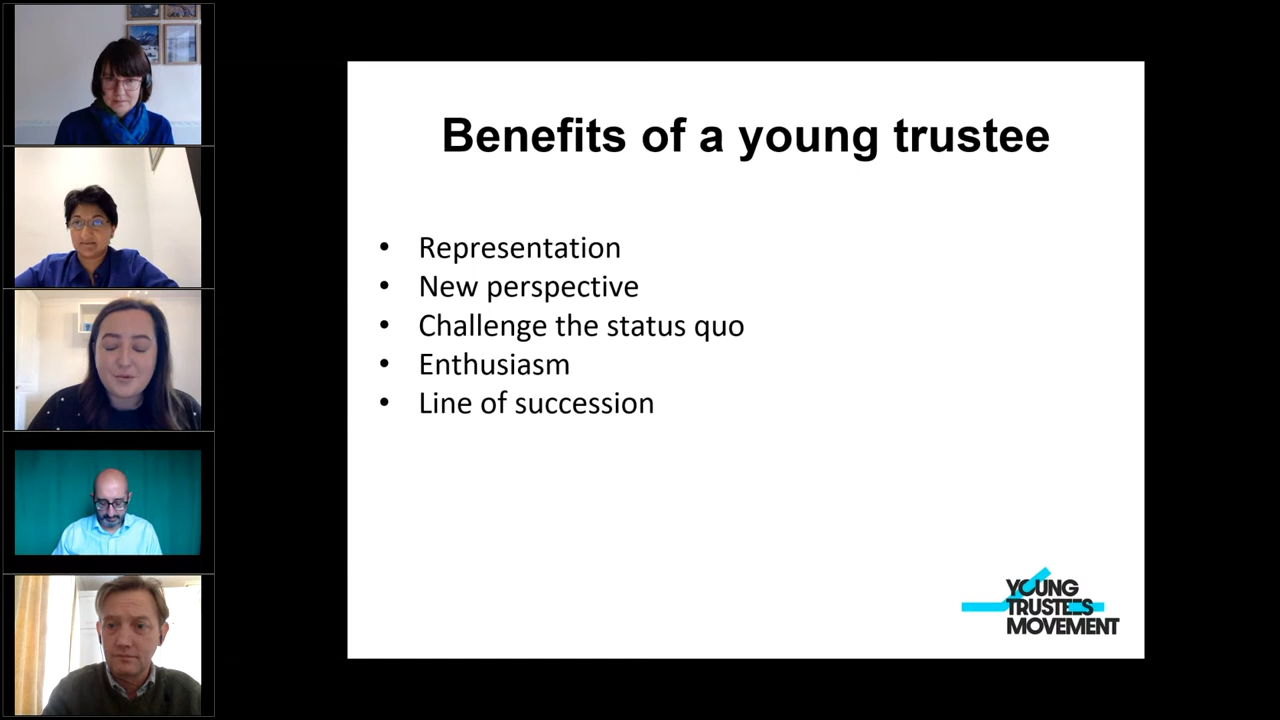 Benefits of a young trustee
• Representation
• New perspective
• Challenge the status quo
• Enthusiasm
• Line of succession
YOUNG
TRUSTEES
MOVEMENT